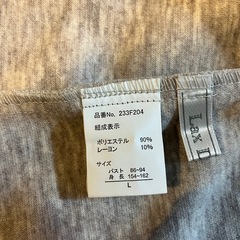 品番No. 233F204
組成表示
ポリエステル 90%
レーヨン 10%
サイズ
バスト 86~94
身長 154~162
L
Lax